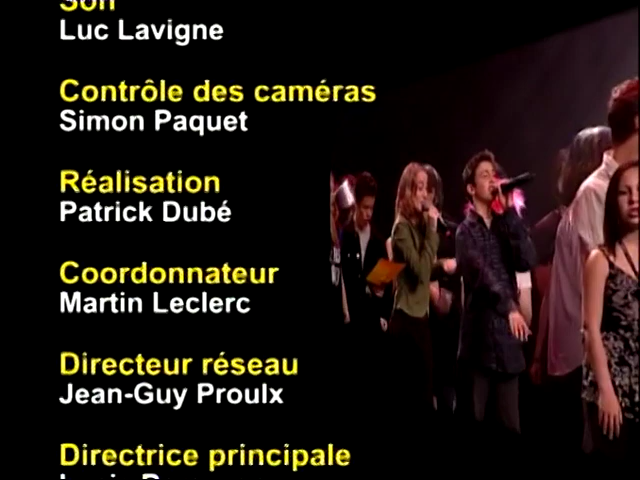 Son
Luc Lavigne
Contrôle des caméras
Simon Paquet
Réalisation
Patrick Dubé
Coordonnateur
Martin Leclerc
Directeur réseau
Jean-Guy Proulx
Directrice principale